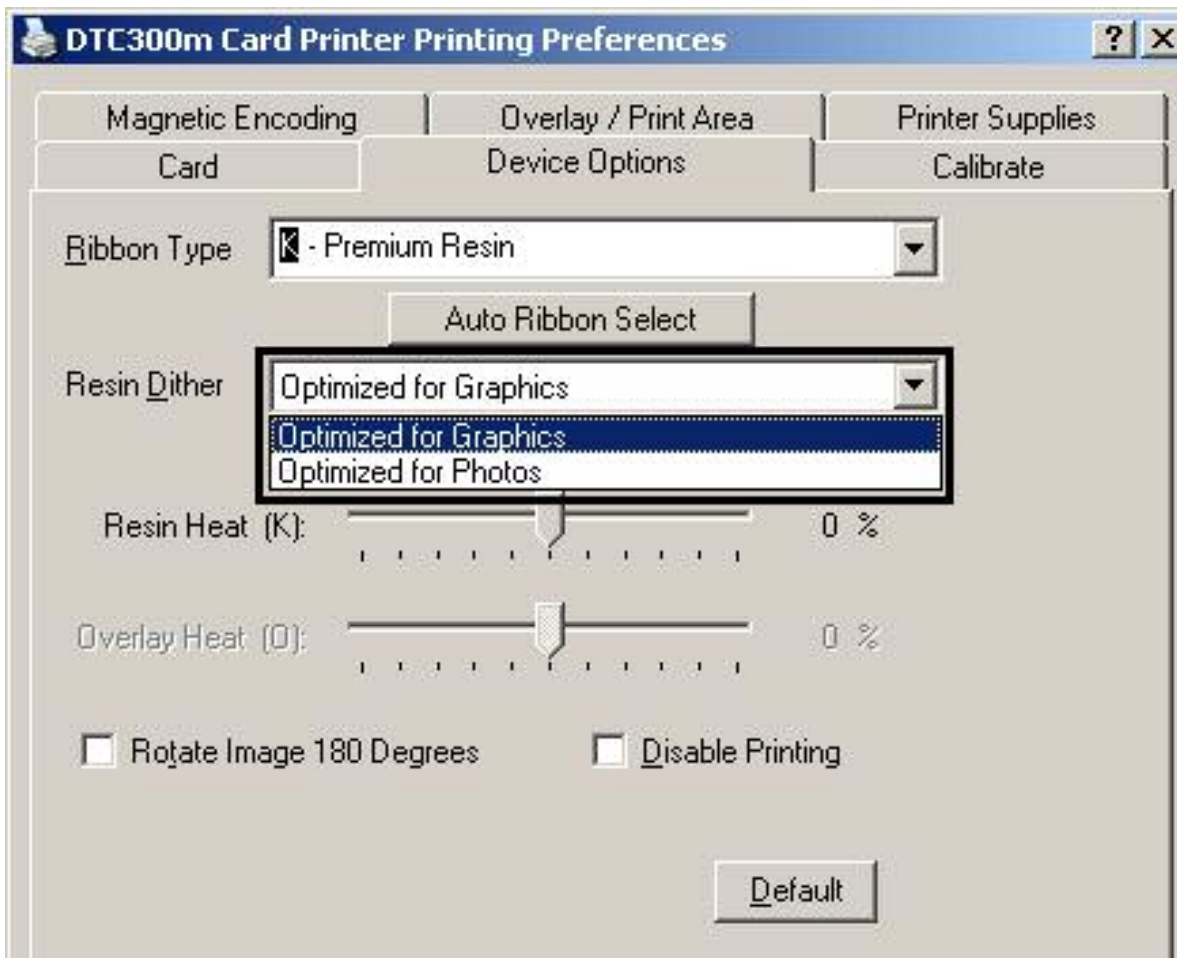 DTC300m Card Printer Printing Preferences ? X
Magnetic Encoding Overlay / Print Area Printer Supplies
Card Device Options Calibrate
Ribbon Type K - Premium Resin
Auto Ribbon Select
Resin Dither Optimized for Graphics
Optimized for Graphics
Optimized for Photos
Resin Heat (K): 0 %
Overlay Heat (O): 0 %
Rotate Image 180 Degrees Disable Printing
Default